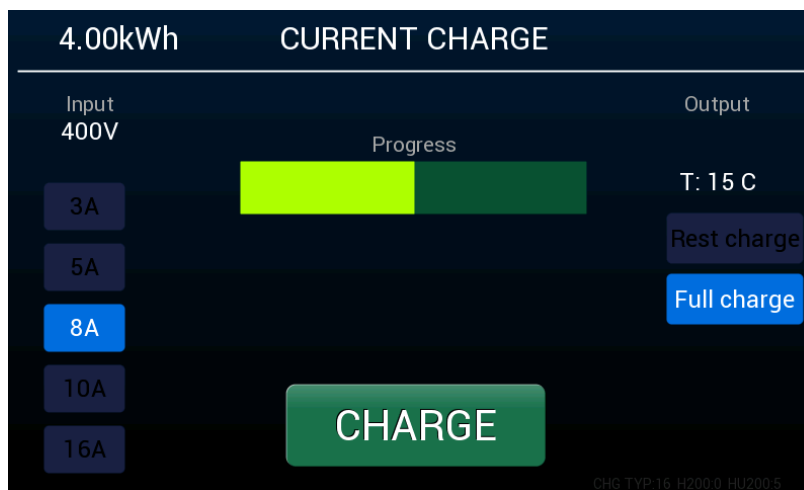 4.00kWh CURRENT CHARGE
Input
400V
Progress
Output
T: 15 C
3A
5A
8A
10A
16A
Rest charge
Full charge
CHARGE
CHG TYP:16 H200:0 HU200:5